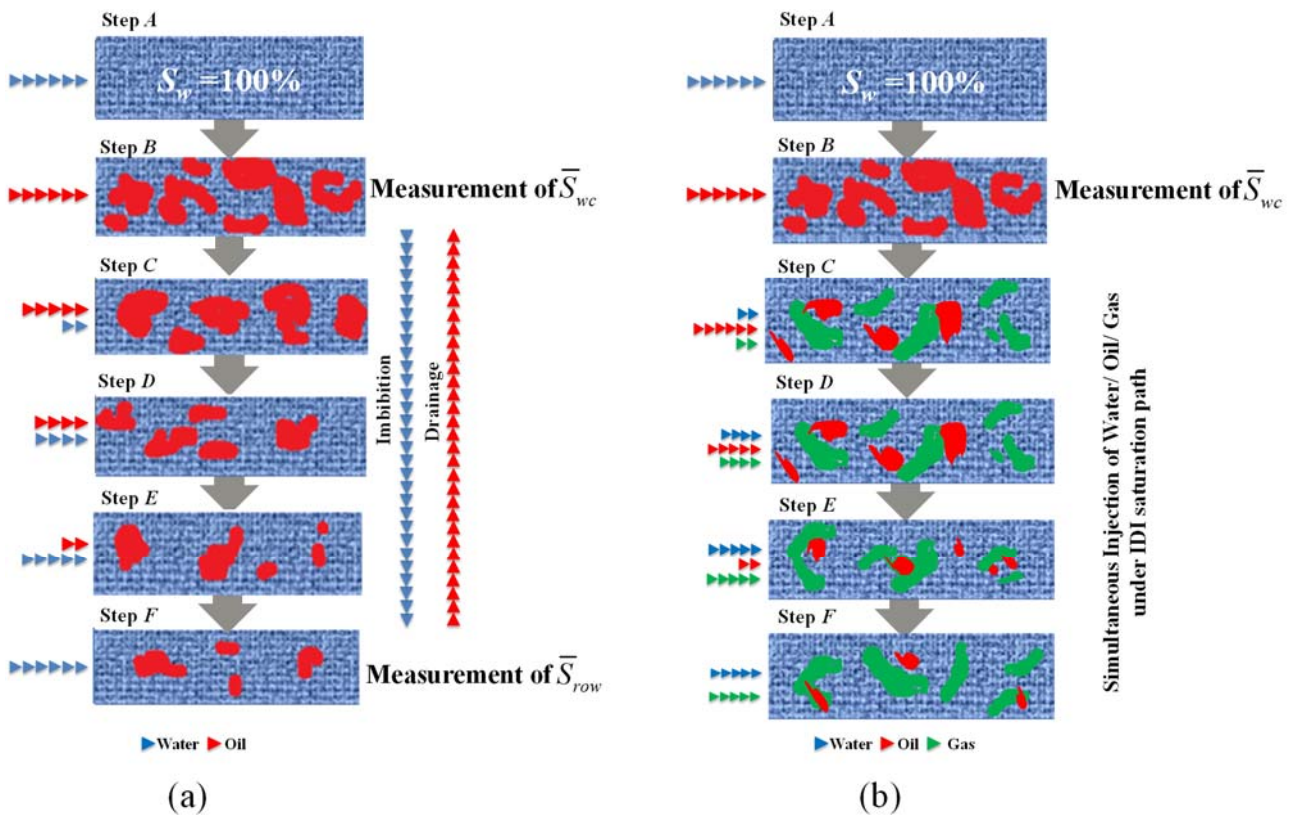 Step A
S_w =100%
Step B
Measurement of S̅_wc
Step C
Step D
Imbibition
Drainage
Step E
Step F
Measurement of S̅_row
Water Oil
(a)
Step A
S_w =100%
Step B
Measurement of S̅_wc
Step C
Step D
Step E
Step F
Simultaneous Injection of Water/ Oil/ Gas
under IDI saturation path
Water Oil Gas
(b)